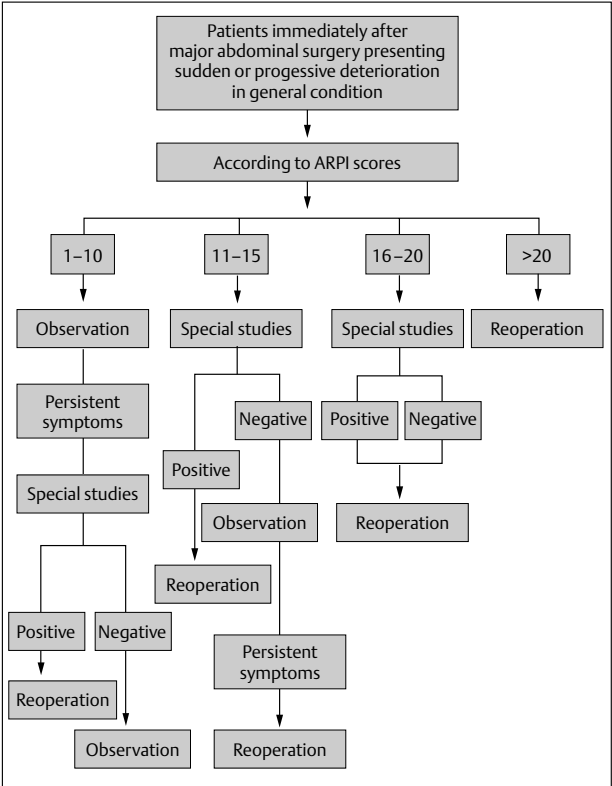 Patients immediately after
major abdominal surgery presenting
sudden or progessive deterioration
in general condition
According to ARPI scores
1–10
11–15
16–20
>20
Observation
Special studies
Special studies
Reoperation
Persistent
symptoms
Negative
Positive
Negative
Positive
Special studies
Observation
Reoperation
Reoperation
Positive
Negative
Persistent
symptoms
Reoperation
Observation
Reoperation